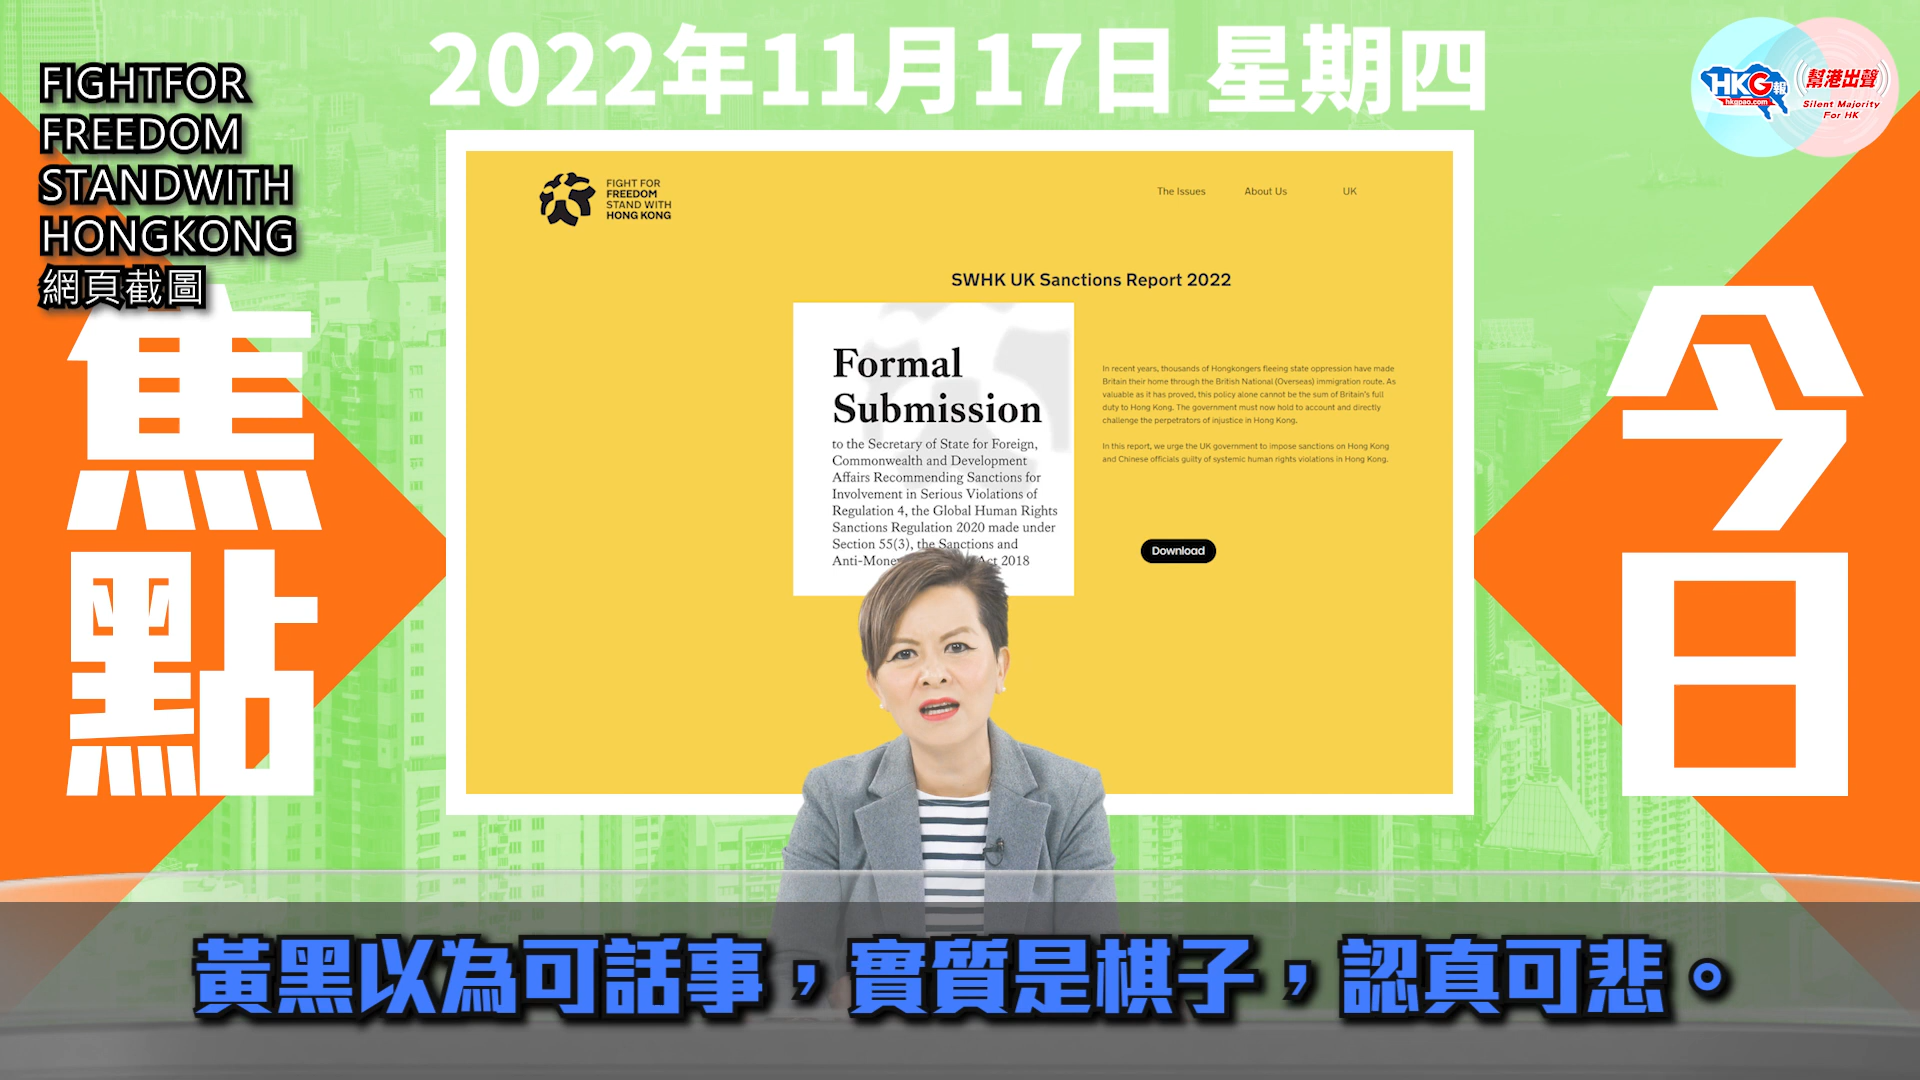 2022年11月17日 星期四
FIGHTFOR
FREEDOM
STANDWITH
HONGKONG
網頁截圖
HKG報
hkgpao.com
幫港出聲
Silent Majority
For HK
今日
焦點
FIGHT FOR
FREEDOM
STAND WITH
HONG KONG
The Issues
About Us
UK
SWHK UK Sanctions Report 2022
Formal
Submission
to the Secretary of State for Foreign,
Commonwealth and Development
Affairs Recommending Sanctions for
Involvement in Serious Violations of
Regulation 4, the Global Human Rights
Sanctions Regulation 2020 made under
Section 55(3), the Sanctions and
Anti-Mone Act 2018
In recent years, thousands of Hongkongers fleeing state oppression have made
Britain their home through the British National (Overseas) immigration route. As
valuable as it has proved, this policy alone cannot be the sum of Britain's full
duty to Hong Kong. The government must now hold to account and directly
challenge the perpetrators of injustice in Hong Kong.
In this report, we urge the UK government to impose sanctions on Hong Kong
and Chinese officials guilty of systemic human rights violations in Hong Kong.
Download
黃黑以為可話事，實質是棋子，認真可悲。